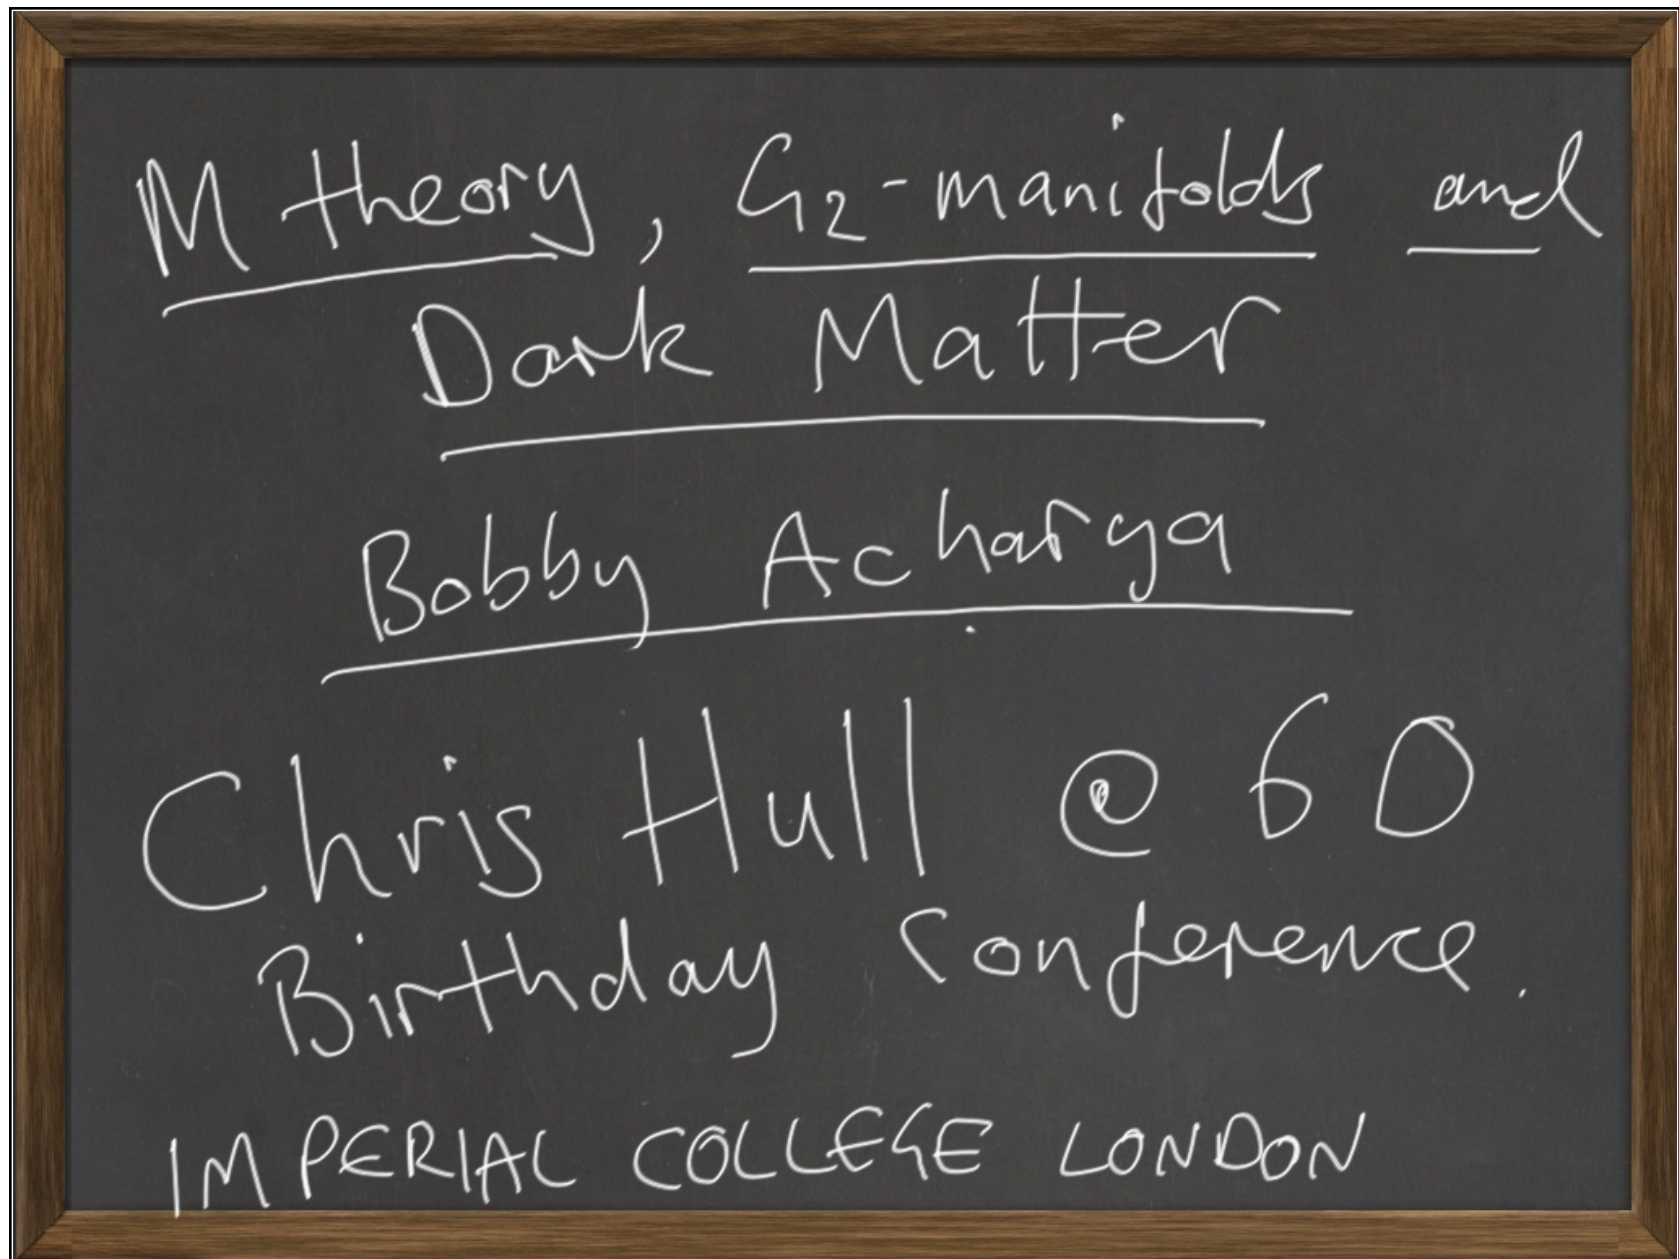 M theory, G2-manifolds and
Dark Matter
Bobby Acharya
Chris Hull @ 60
Birthday Conference.
IMPERIAL COLLEGE LONDON